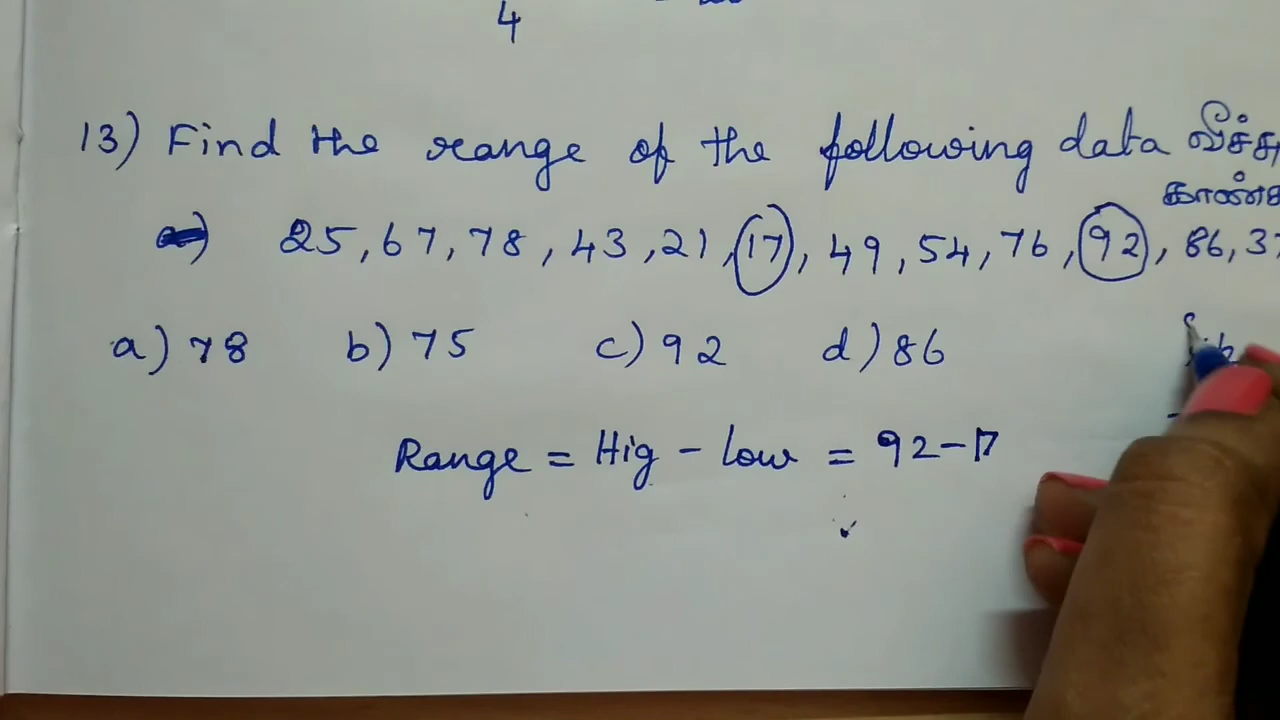 4
13) Find the range of the following data வீச்சு
காண்க
25, 67, 78, 43, 21, 17, 49, 54, 76, 92, 86, 37
a) 78 b) 75 c) 92 d) 86
Range = Hig - low = 92-17